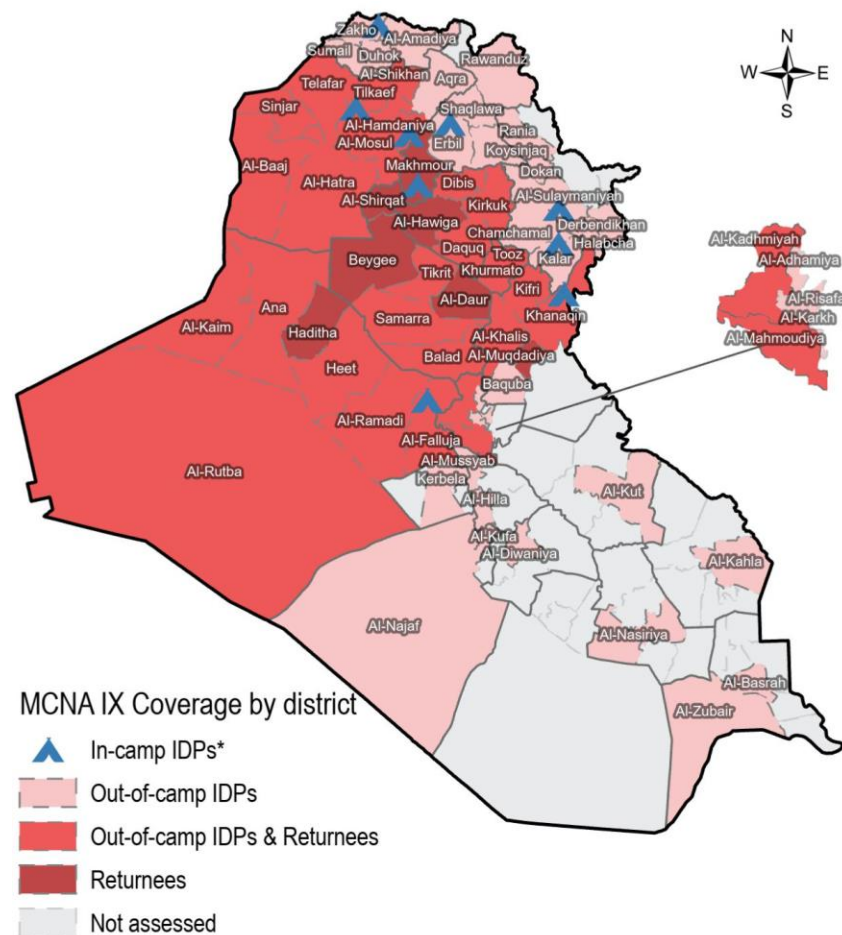 Zakho
Al-Amadiya
N
W E
S
Sumail
Duhok
Rawanduz
Al-Shikhan
Aqra
Telafar
Tilkaef
Sinjar
Shaqlawa
Al-Hamdaniya
Rania
Al-Mosul
Erbil
Koysinjaq
Al-Baaj
Makhmour
Dokan
Al-Hatra
Dibis
Al-Sulaymaniyah
Al-Shirqat
Kirkuk
Al-Hawiga
Derbendikhan
Chamchamal
Halabcha
Daquq
Tooz
Khurmato
Kalar
Beygee
Tikrit
Kifri
Al-Daur
Khanaqin
Ana
Al-Kaim
Haditha
Samarra
Al-Khalis
Heet
Balad
Al-Muqdadiya
Baquba
Al-Kadhmiyah
Al-Adhamiya
Al-Risafa
Al-Karkh
Al-Mahmoudiya
Al-Ramadi
Al-Falluja
Al-Rutba
Al-Mussyab
Kerbela
Al-Kut
Al-Hilla
Al-Kufa
Al-Diwaniya
Al-Kahla
Al-Najaf
Al-Nasiriya
Al-Basrah
Al-Zubair
MCNA IX Coverage by district
In-camp IDPs*
Out-of-camp IDPs
Out-of-camp IDPs & Returnees
Returnees
Not assessed